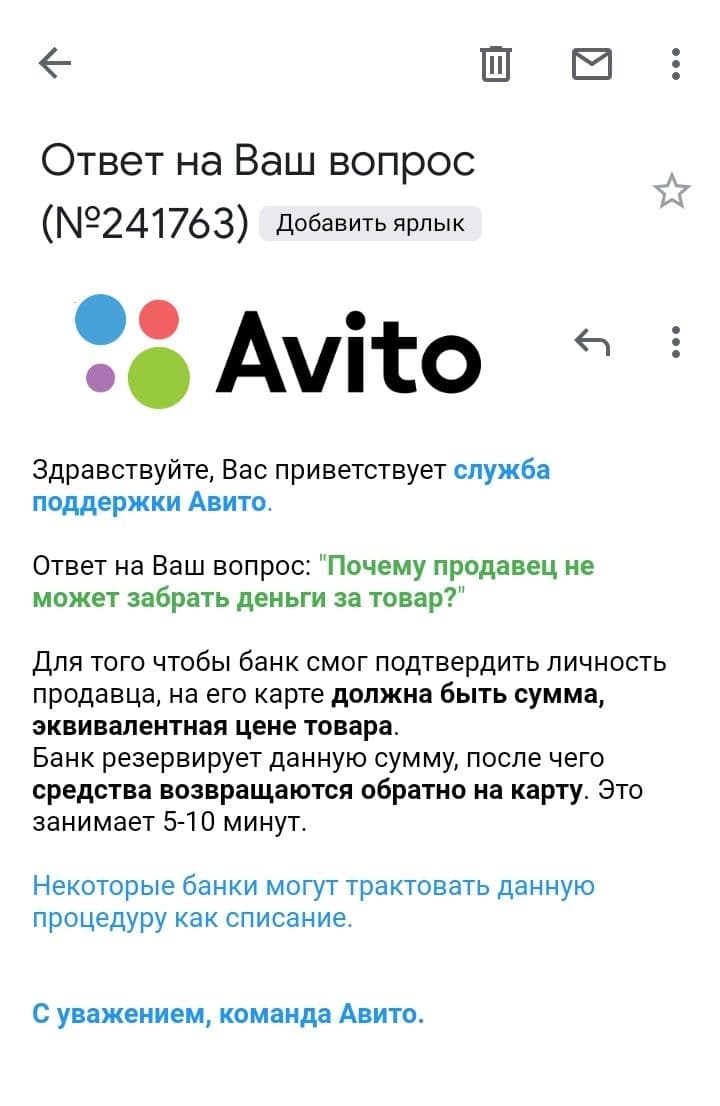 Ответ на Ваш вопрос
(№241763) Добавить ярлык
Avito
Здравствуйте, Вас приветствует служба
поддержки Авито.
Ответ на Ваш вопрос: "Почему продавец не
может забрать деньги за товар?"
Для того чтобы банк смог подтвердить личность
продавца, на его карте должна быть сумма,
эквивалентная цене товара.
Банк резервирует данную сумму, после чего
средства возвращаются обратно на карту. Это
занимает 5-10 минут.
Некоторые банки могут трактовать данную
процедуру как списание.
С уважением, команда Авито.